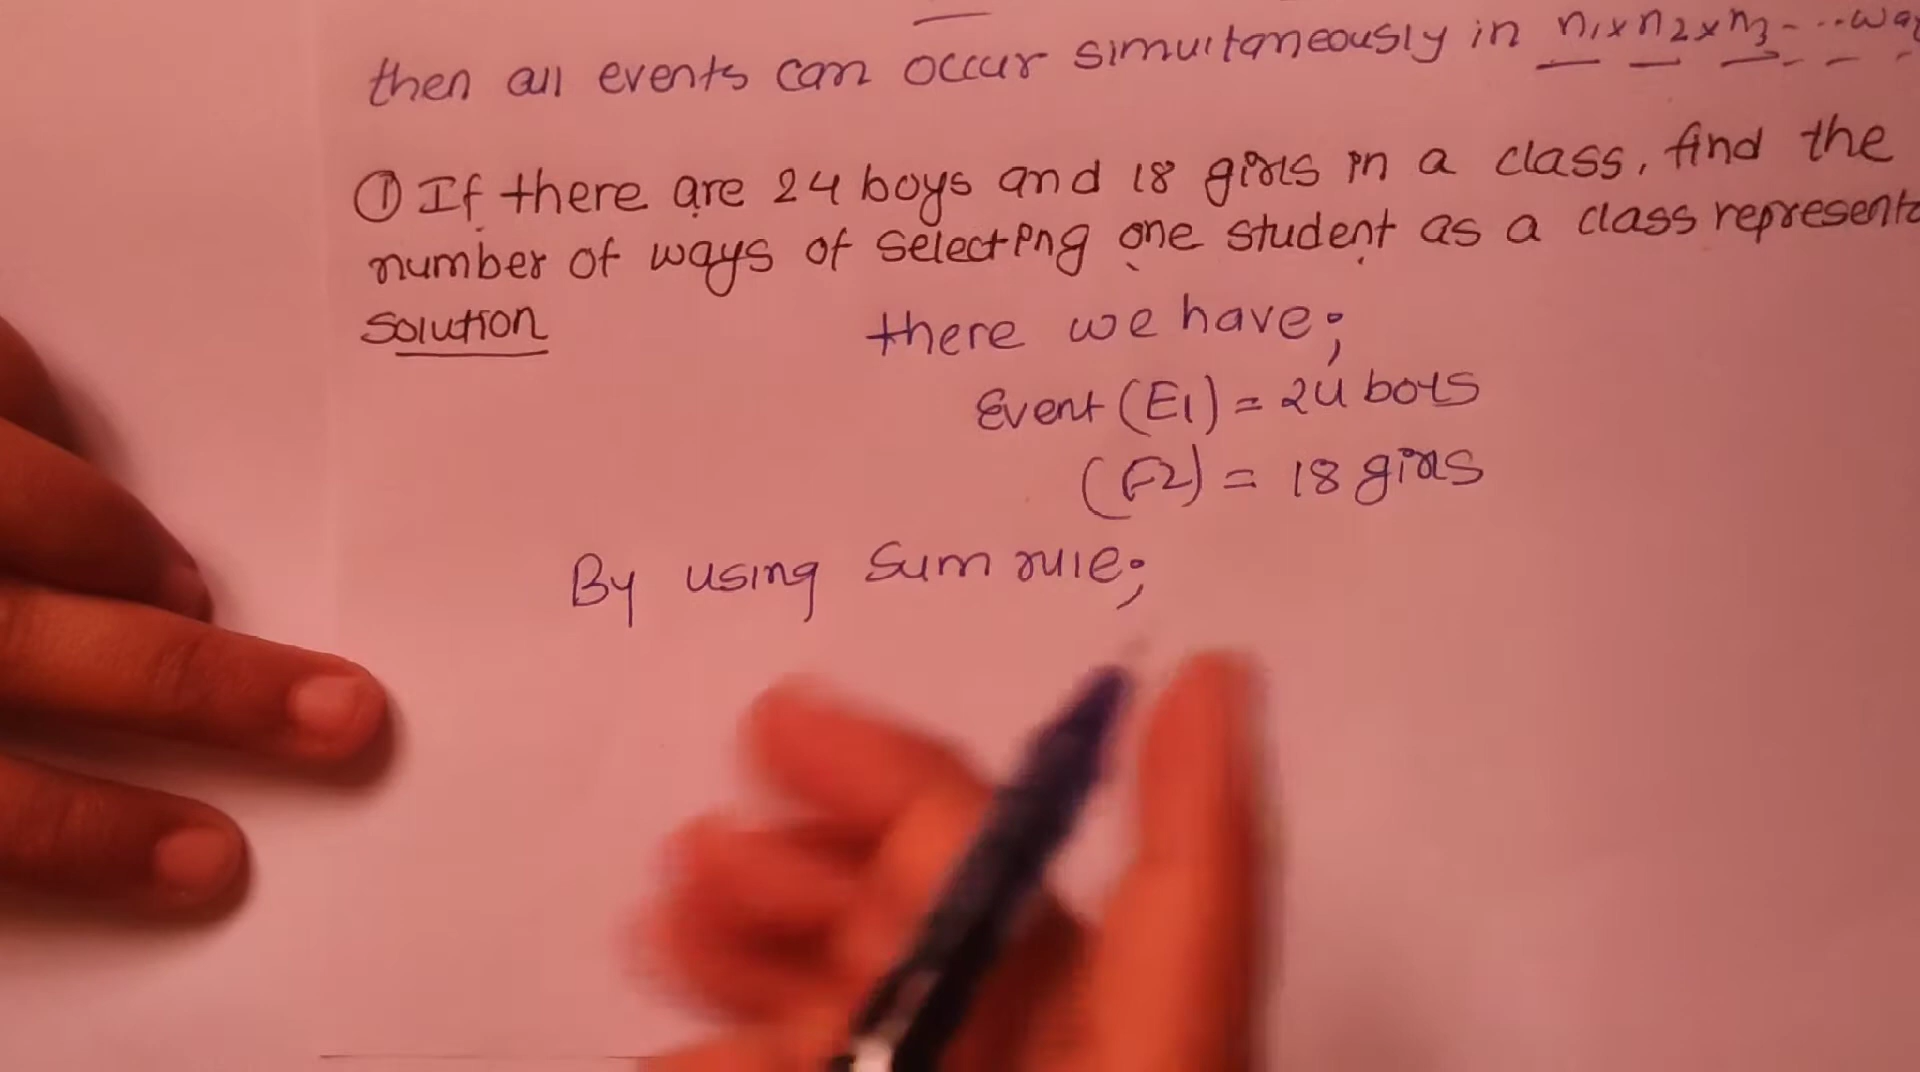 then all events can occur simultaneously in n1 x n2 x n3 - ...
① If there are 24 boys and 18 girls in a class, find the
number of ways of selecting one student as a class
Solution
there we have;
Event (E1) = 24 boys
(E2) = 18 girls
By using Sum rule;